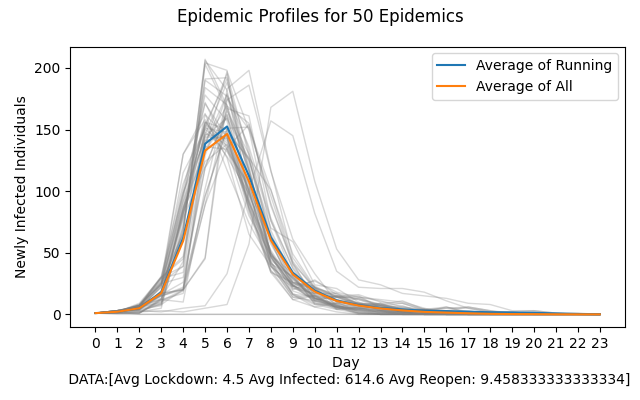 Epidemic Profiles for 50 Epidemics
Newly Infected Individuals
200
150
100
50
0
Average of Running
Average of All
0 1 2 3 4 5 6 7 8 9 10 11 12 13 14 15 16 17 18 19 20 21 22 23
Day
DATA:[Avg Lockdown: 4.5 Avg Infected: 614.6 Avg Reopen: 9.458333333333334]